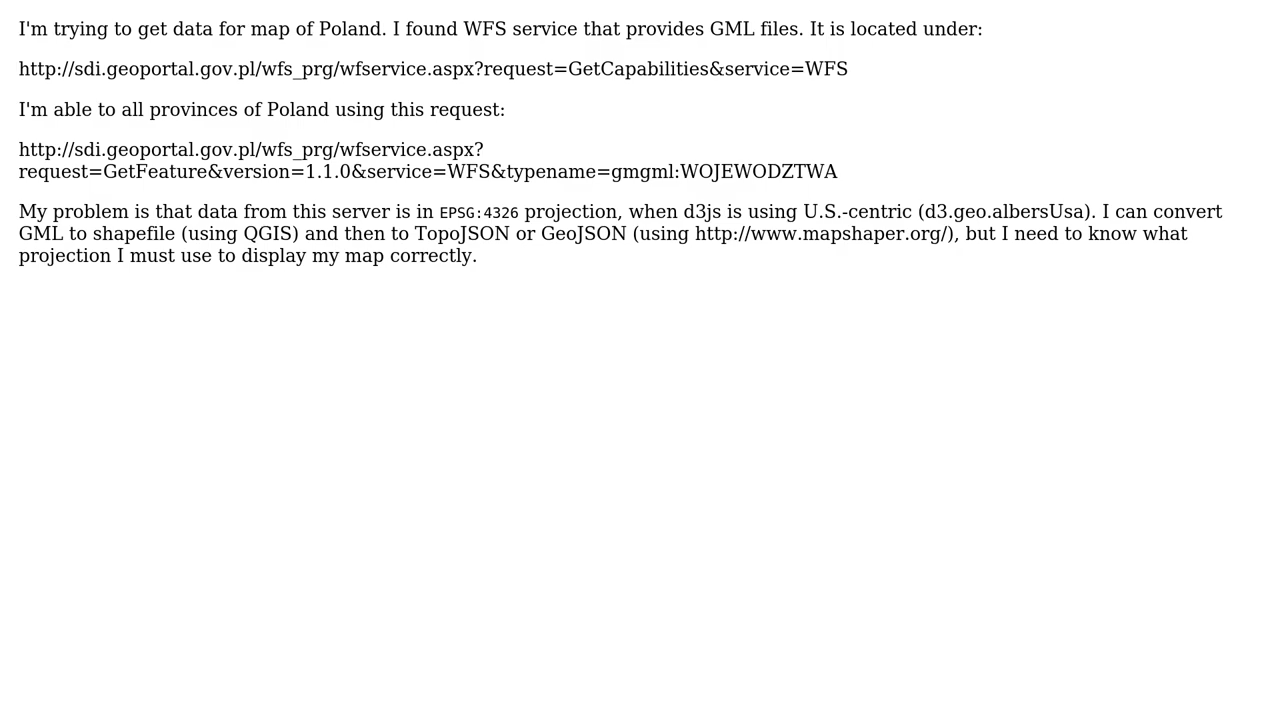 I'm trying to get data for map of Poland. I found WFS service that provides GML files. It is located under:
http://sdi.geoportal.gov.pl/wfs_prg/wfservice.aspx?request=GetCapabilities&service=WFS
I'm able to all provinces of Poland using this request:
http://sdi.geoportal.gov.pl/wfs_prg/wfservice.aspx?
request=GetFeature&version=1.1.0&service=WFS&typename=gmgml:WOJEWODZTWA
My problem is that data from this server is in EPSG:4326 projection, when d3js is using U.S.-centric (d3.geo.albersUsa). I can convert
GML to shapefile (using QGIS) and then to TopoJSON or GeoJSON (using http://www.mapshaper.org/), but I need to know what
projection I must use to display my map correctly.